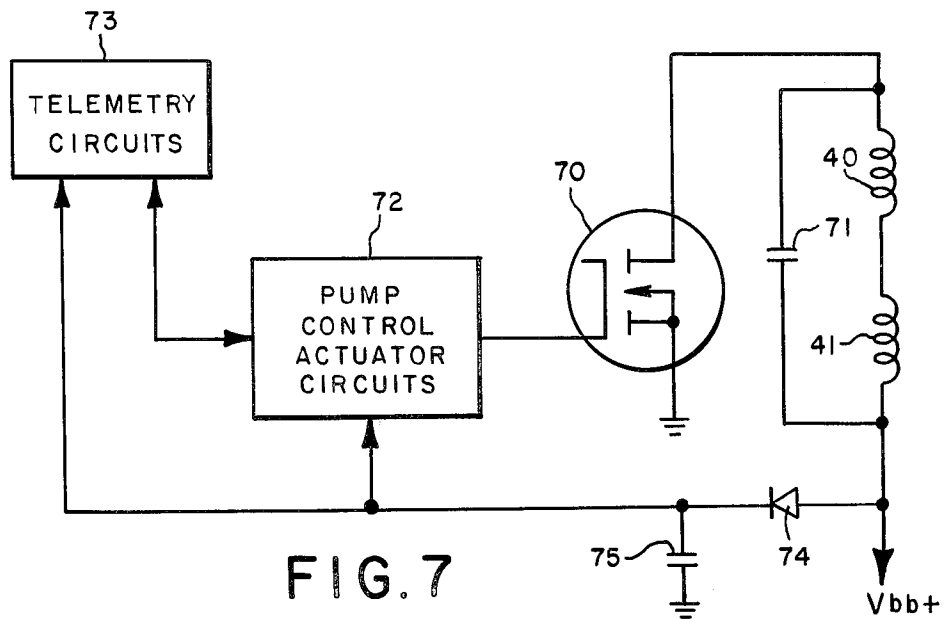 73
TELEMETRY
CIRCUITS
72
PUMP
CONTROL
ACTUATOR
CIRCUITS
70
40
71
41
75
74
Vbb+
FIG. 7